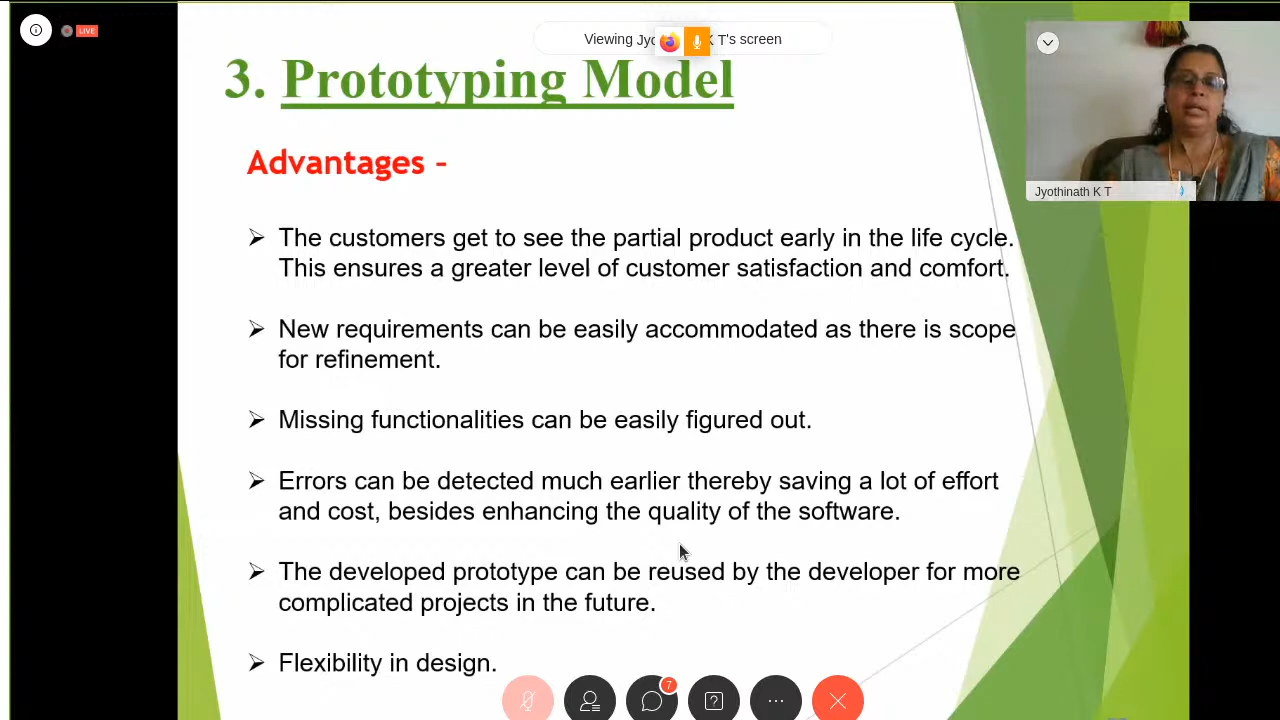 LIVE
Viewing Jyo K T's screen
3. Prototyping Model
Jyothinath K T
Advantages -
➢ The customers get to see the partial product early in the life cycle.
This ensures a greater level of customer satisfaction and comfort.
➢ New requirements can be easily accommodated as there is scope
for refinement.
➢ Missing functionalities can be easily figured out.
➢ Errors can be detected much earlier thereby saving a lot of effort
and cost, besides enhancing the quality of the software.
➢ The developed prototype can be reused by the developer for more
complicated projects in the future.
➢ Flexibility in design.
7